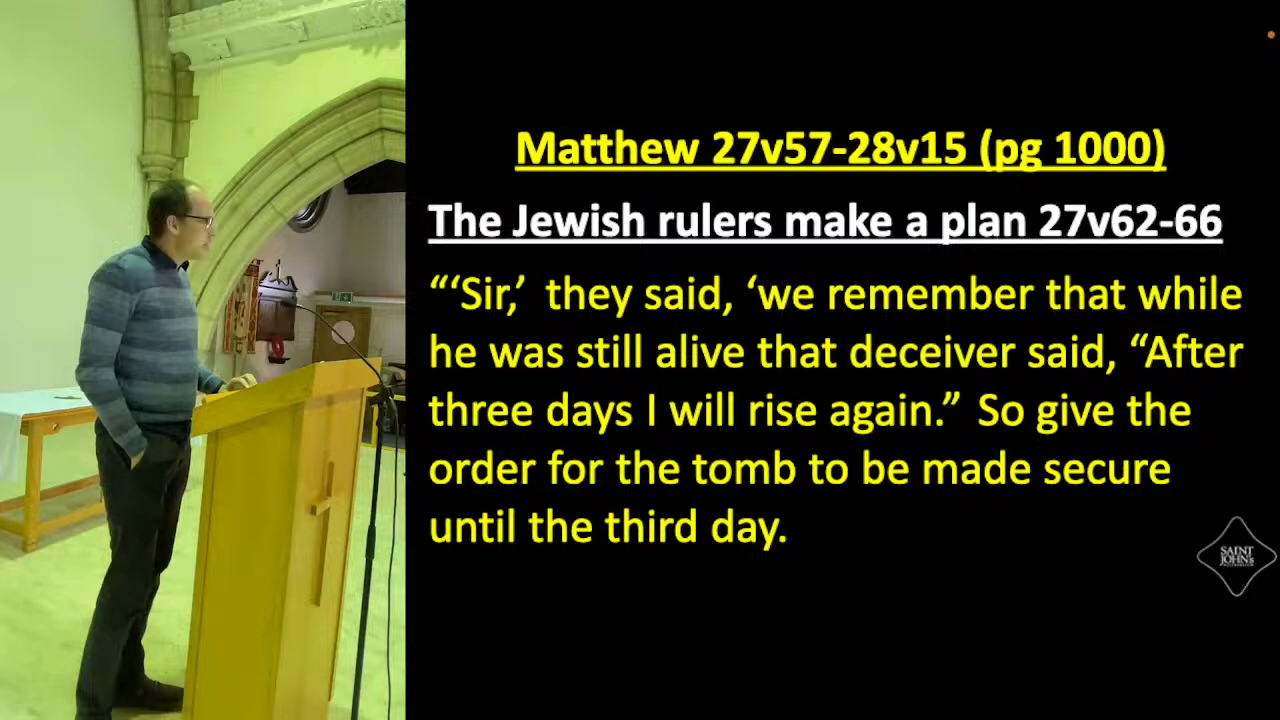 Matthew 27v57-28v15 (pg 1000)
The Jewish rulers make a plan 27v62-66
“‘Sir,’ they said, ‘we remember that while
he was still alive that deceiver said, “After
three days I will rise again.” So give the
order for the tomb to be made secure
until the third day.
SAINT
JOHN's